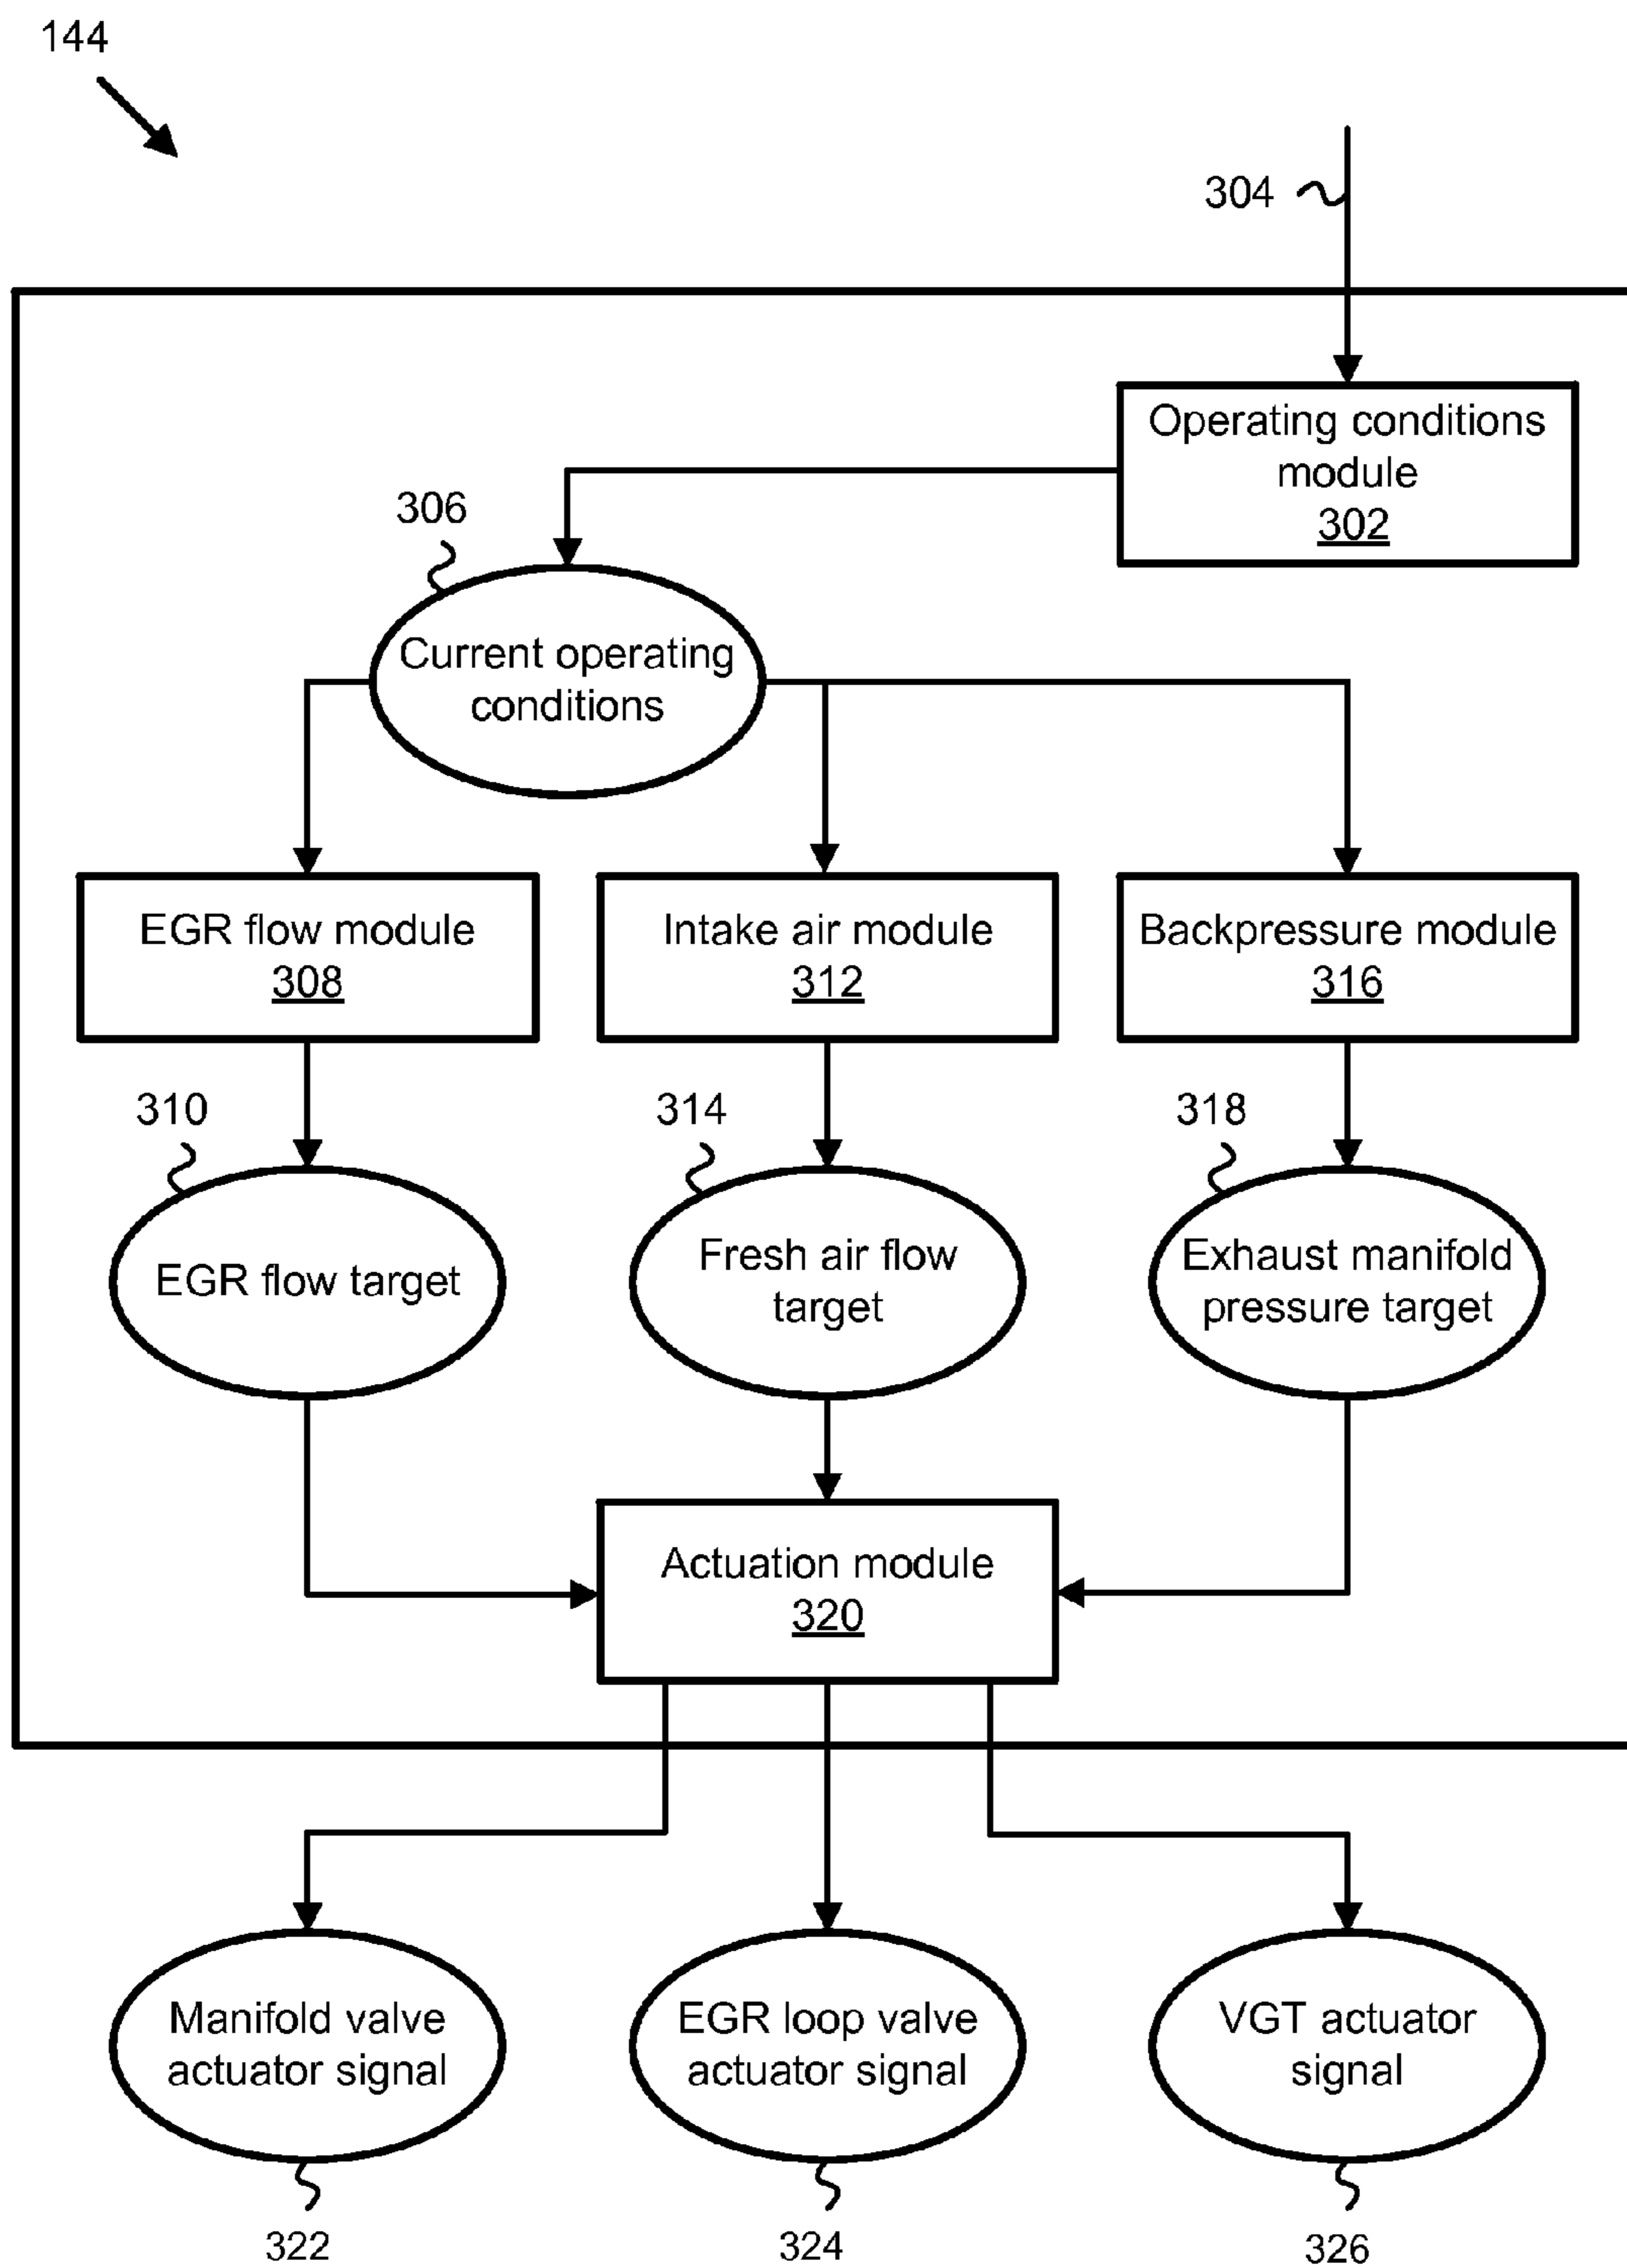 144
304
Operating conditions
module
302
306
Current operating
conditions
EGR flow module
308
Intake air module
312
Backpressure module
316
310
314
318
EGR flow target
Fresh air flow
target
Exhaust manifold
pressure target
Actuation module
320
Manifold valve
actuator signal
EGR loop valve
actuator signal
VGT actuator
signal
322
324
326